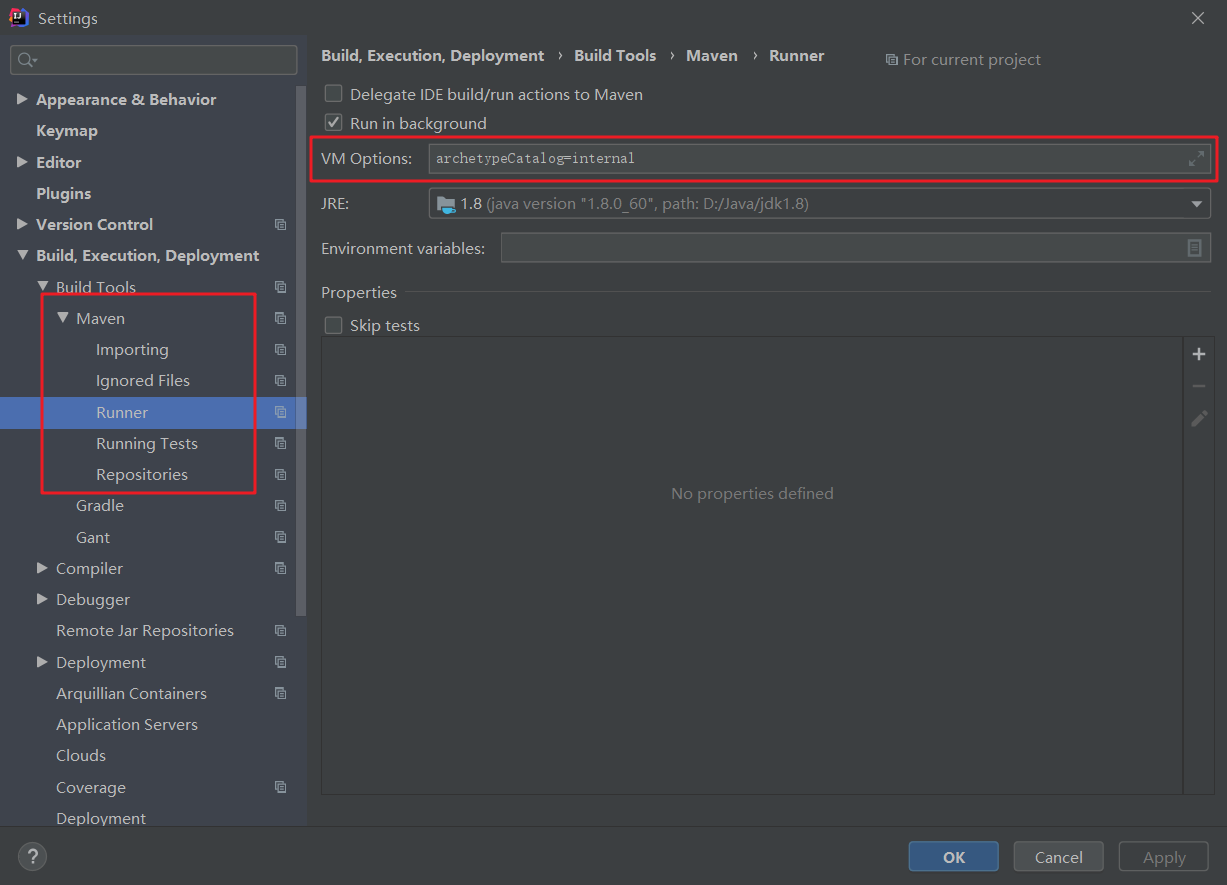 Settings
Appearance & Behavior
Keymap
Editor
Plugins
Version Control
Build, Execution, Deployment
Build Tools
Maven
Importing
Ignored Files
Runner
Running Tests
Repositories
Gradle
Gant
Compiler
Debugger
Remote Jar Repositories
Deployment
Arquillian Containers
Application Servers
Clouds
Coverage
Deployment
Build, Execution, Deployment › Build Tools › Maven › Runner For current project
Delegate IDE build/run actions to Maven
Run in background
VM Options: archetypeCatalog=internal
JRE: 1.8 (java version "1.8.0_60", path: D:/Java/jdk1.8)
Environment variables:
Properties
Skip tests
No properties defined
? OK Cancel Apply